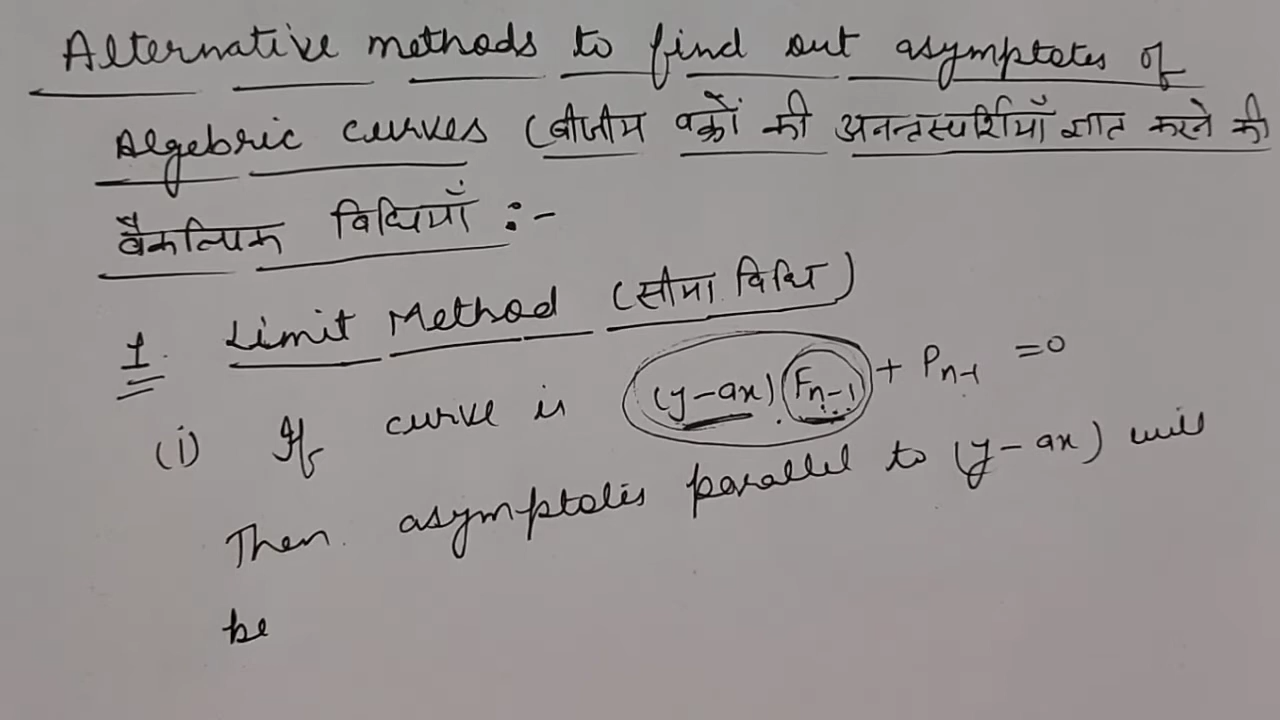 Alternative methods to find out asymptotes of
Algebric curves (बीजीय वक्रों की अनन्तस्पर्शियाँ ज्ञात करने की
वैकल्पिक विधियाँ :-
1. Limit Method (सीमा विधि)
(i) If curve is (y-ax) (Fn-1) + Pn-1 = 0
Then asymptotes parallel to (y-ax) will
be